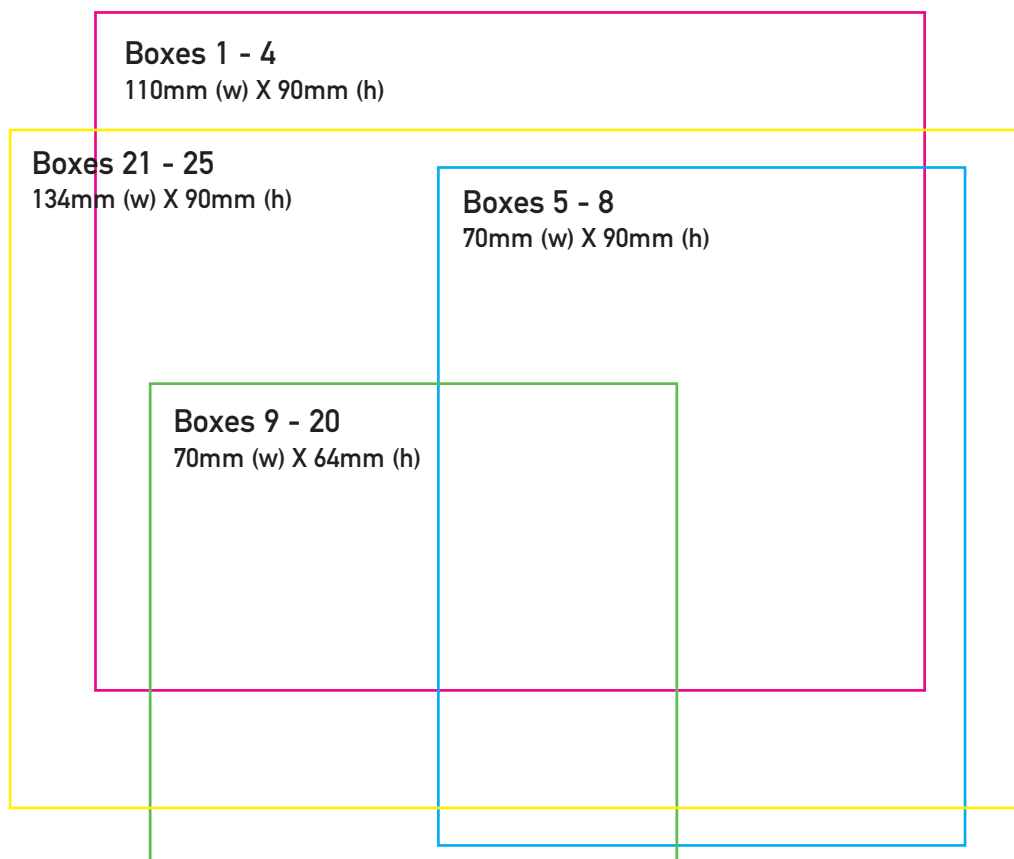 Boxes 1 - 4
110mm (w) X 90mm (h)
Boxes 21 - 25
134mm (w) X 90mm (h)
Boxes 5 - 8
70mm (w) X 90mm (h)
Boxes 9 - 20
70mm (w) X 64mm (h)